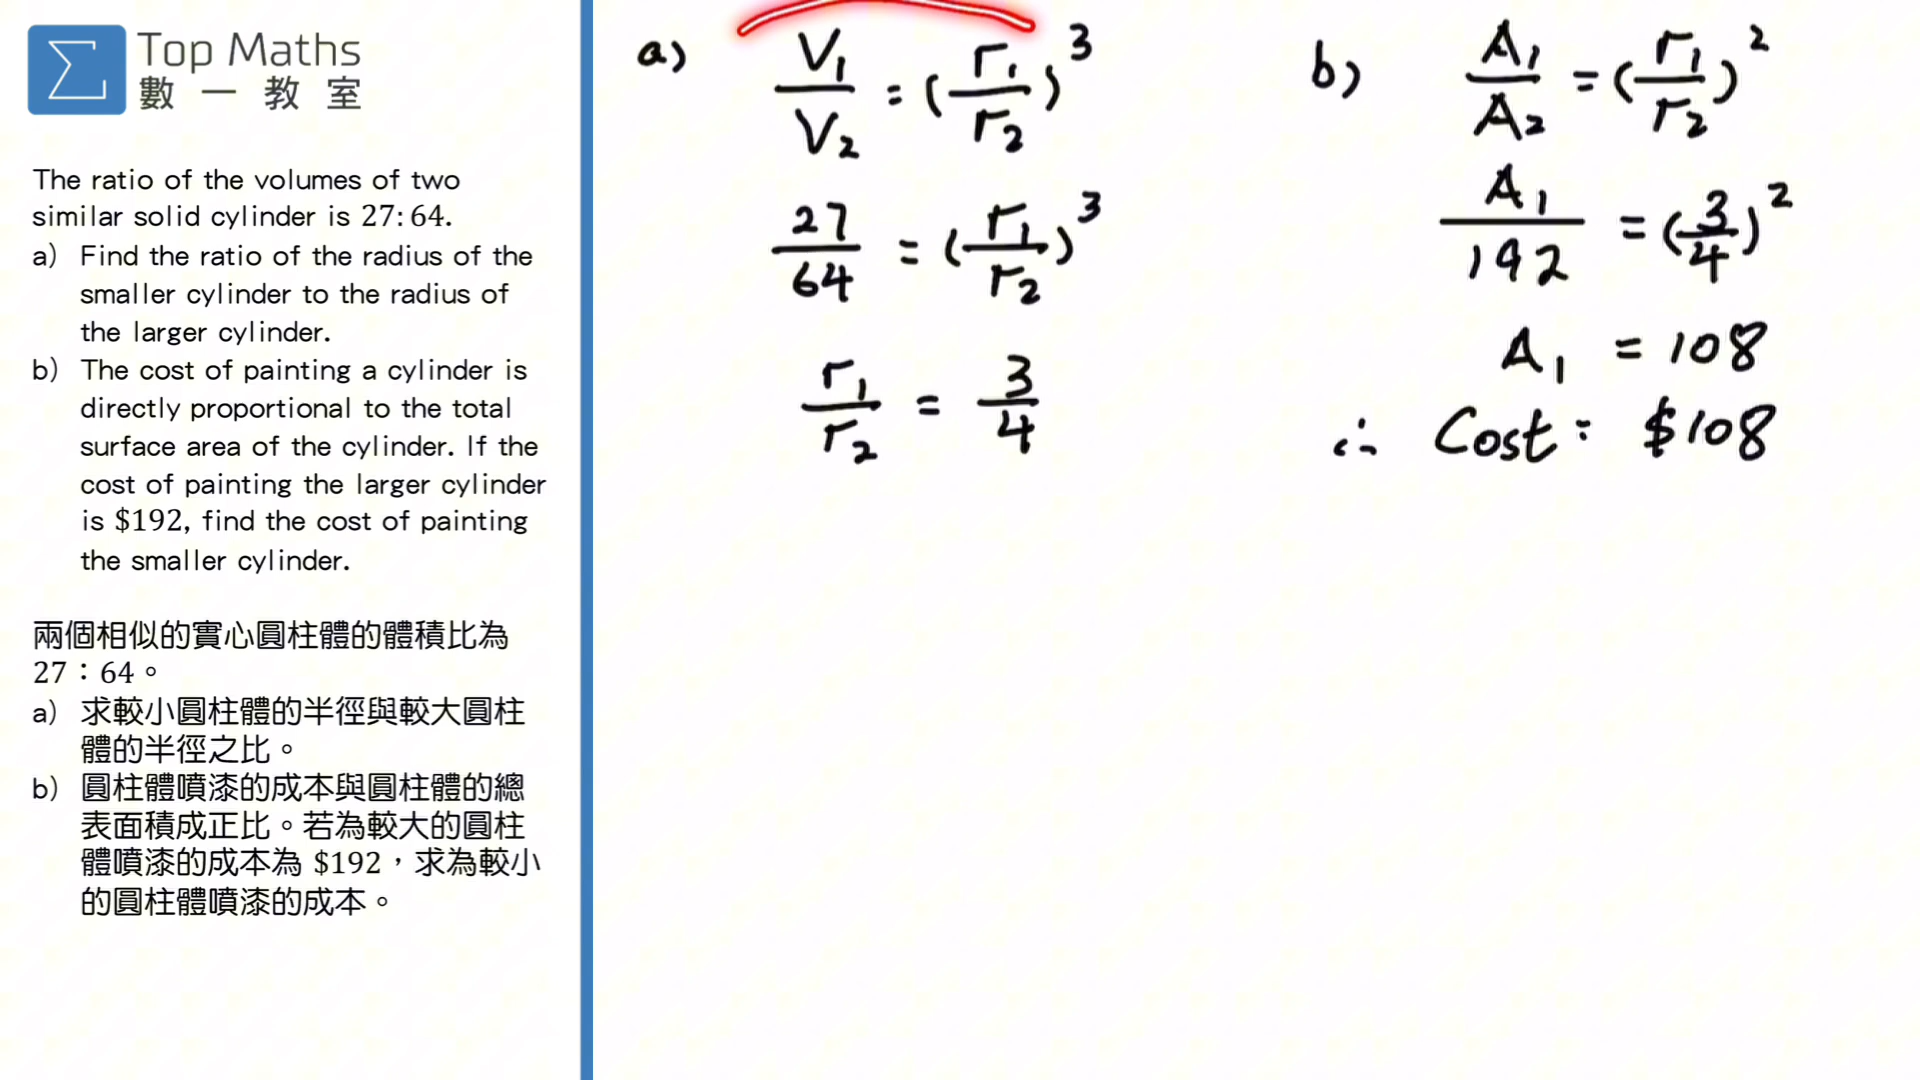 Top Maths
數一教室
The ratio of the volumes of two
similar solid cylinder is 27:64.
a) Find the ratio of the radius of the
smaller cylinder to the radius of
the larger cylinder.
b) The cost of painting a cylinder is
directly proportional to the total
surface area of the cylinder. If the
cost of painting the larger cylinder
is $192, find the cost of painting
the smaller cylinder.
兩個相似的實心圓柱體的體積比為
27：64。
a) 求較小圓柱體的半徑與較大圓柱
體的半徑之比。
b) 圓柱體噴漆的成本與圓柱體的總
表面積成正比。若為較大的圓柱
體噴漆的成本為 $192，求為較小
的圓柱體噴漆的成本。
a) V₁/V₂ = (r₁/r₂)³
27/64 = (r₁/r₂)³
r₁/r₂ = 3/4
b) A₁/A₂ = (r₁/r₂)²
A₁/192 = (3/4)²
A₁ = 108
∴ Cost = $108